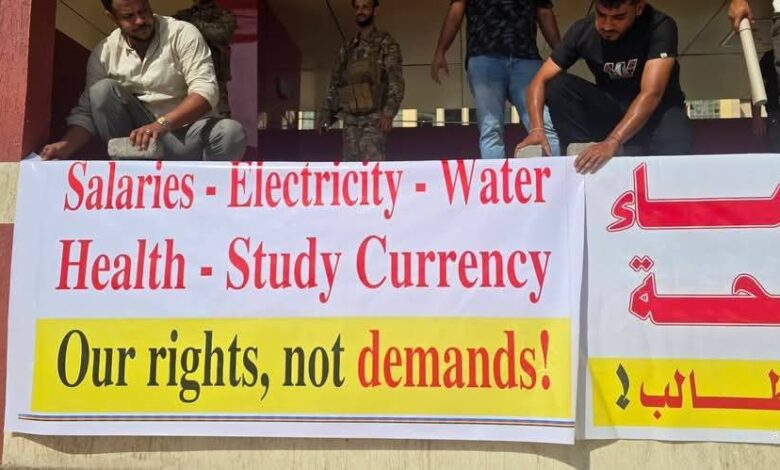 Salaries - Electricity - Water
Health - Study Currency
Our rights, not demands!